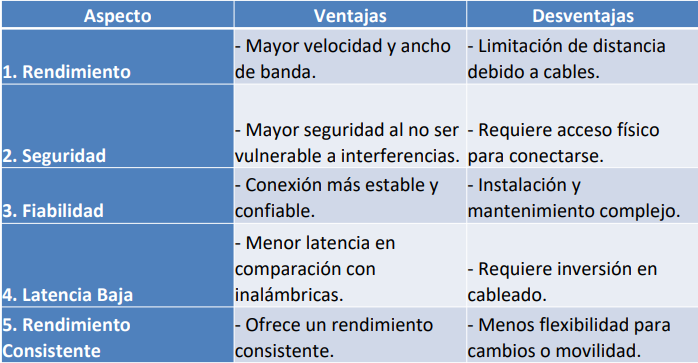 Aspecto Ventajas Desventajas
1. Rendimiento
- Mayor velocidad y ancho
de banda.
- Limitación de distancia
debido a cables.
2. Seguridad
- Mayor seguridad al no ser
vulnerable a interferencias.
- Requiere acceso físico
para conectarse.
3. Fiabilidad
- Conexión más estable y
confiable.
- Instalación y
mantenimiento complejo.
4. Latencia Baja
- Menor latencia en
comparación con
inalámbricas.
- Requiere inversión en
cableado.
5. Rendimiento
Consistente
- Ofrece un rendimiento
consistente.
- Menos flexibilidad para
cambios o movilidad.